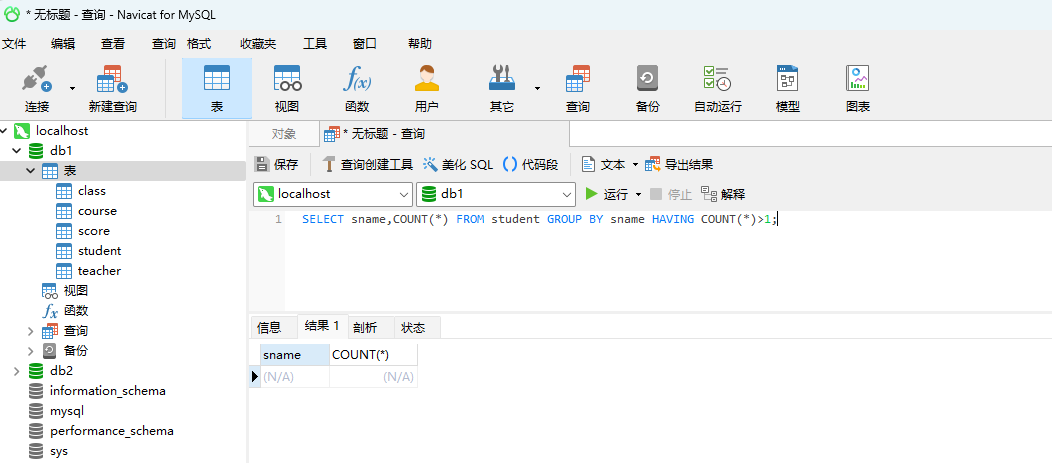 * 无标题 - 查询 - Navicat for MySQL
文件 编辑 查看 查询 格式 收藏夹 工具 窗口 帮助
连接 新建查询 表 视图 f(x) 函数 用户 其它 查询 备份 自动运行 模型 图表
localhost
db1
表
class
course
score
student
teacher
视图
fx 函数
查询
备份
db2
information_schema
mysql
performance_schema
sys
对象 * 无标题 - 查询
保存 查询创建工具 美化 SQL () 代码段 文本 导出结果
localhost db1 运行 停止 解释
1 SELECT sname,COUNT(*) FROM student GROUP BY sname HAVING COUNT(*)>1;
信息 结果 1 剖析 状态
sname COUNT(*)
(N/A) (N/A)